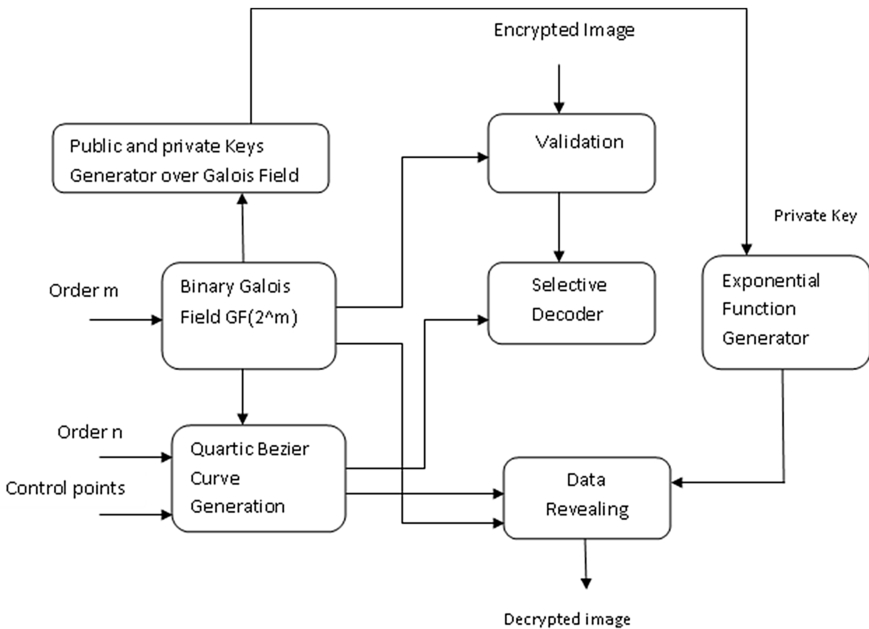 Encrypted Image
Public and private Keys
Generator over Galois Field
Validation
Private Key
Order m
Binary Galois
Field GF(2^m)
Selective
Decoder
Exponential
Function
Generator
Order n
Control points
Quartic Bezier
Curve
Generation
Data
Revealing
Decrypted image